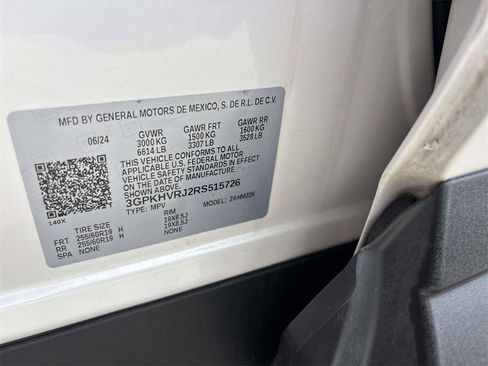 MFD BY GENERAL MOTORS DE MEXICO, S. DE R.L. DE C.V.
06/24 GVWR GAWR FRT GAWR RR
3000 KG 1500 KG 1500 KG
6614 LB 3307 LB 3528 LB
THIS VEHICLE CONFORMS TO ALL
APPLICABLE U.S. FEDERAL MOTOR
VEHICLE SAFETY STANDARDS IN
EFFECT ON THE DATE OF
MANUFACTURE SHOWN ABOVE.
3GPKHVRJ2RS515726
TYPE: MPV MODEL: 26HM226
140X
TIRE SIZE RIM
FRT 255/60R19 H 19X8.5J
RR 255/60R19 H 19X8.5J
SPA NONE NONE